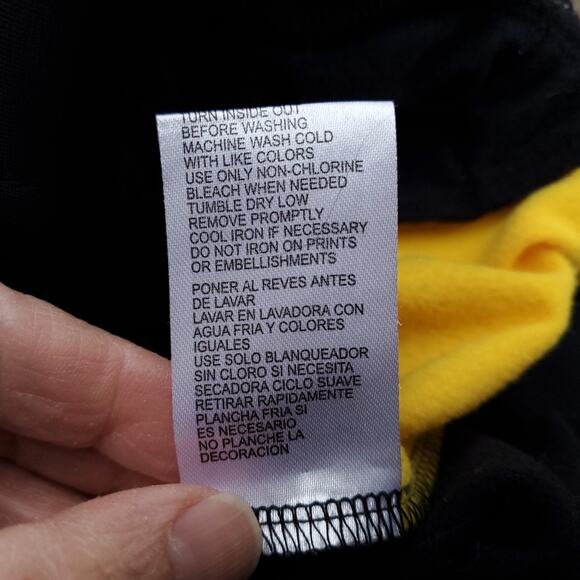 TURN INSIDE OUT
BEFORE WASHING
MACHINE WASH COLD
WITH LIKE COLORS
USE ONLY NON-CHLORINE
BLEACH WHEN NEEDED
TUMBLE DRY LOW
REMOVE PROMPTLY
COOL IRON IF NECESSARY
DO NOT IRON ON PRINTS
OR EMBELLISHMENTS
PONER AL REVES ANTES
DE LAVAR
LAVAR EN LAVADORA CON
AGUA FRIA Y COLORES
IGUALES
USE SOLO BLANQUEADOR
SIN CLORO SI NECESITA
SECADORA CICLO SUAVE
RETIRAR RAPIDAMENTE
PLANCHA FRIA SI
ES NECESARIO
NO PLANCHE LA
DECORACION